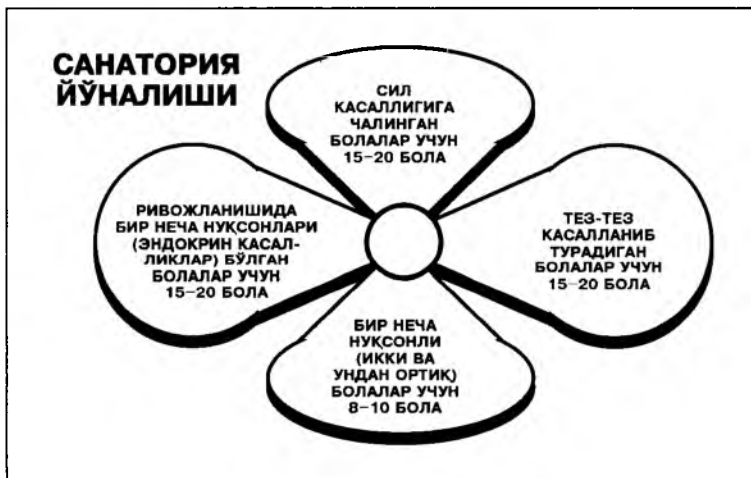 САНАТОРИЯ
ЙЎНАЛИШИ
СИЛ
КАСАЛЛИГИГА
ЧАЛИНГАН
БОЛАЛАР УЧУН
15–20 БОЛА
РИВОЖЛАНИШИДА
БИР НЕЧА НУҚСОНЛАРИ
(ЭНДОКРИН КАСАЛ-
ЛИКЛАР) БЎЛГАН
БОЛАЛАР УЧУН
15–20 БОЛА
ТЕЗ-ТЕЗ
КАСАЛЛАНИБ
ТУРАДИГАН
БОЛАЛАР УЧУН
15–20 БОЛА
БИР НЕЧА
НУҚСОНЛИ
(ИККИ ВА
УНДАН ОРТИҚ)
БОЛАЛАР УЧУН
8–10 БОЛА